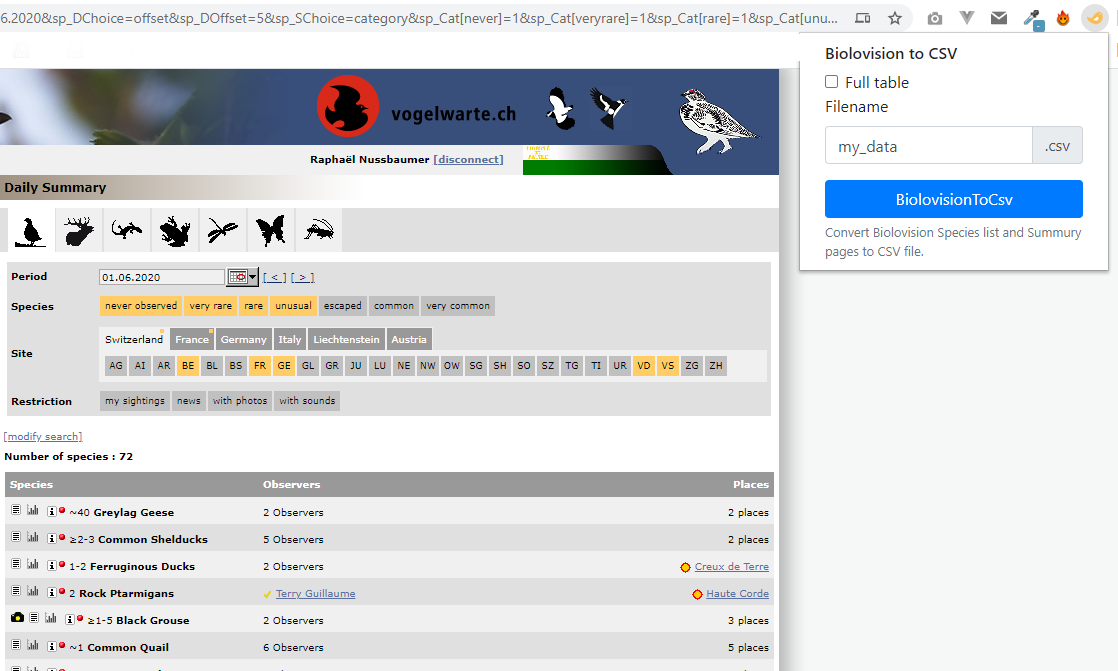 6.2020&sp_DChoice=offset&sp_DOffset=5&sp_SChoice=category&sp_Cat[never]=1&sp_Cat[veryrare]=1&sp_Cat[rare]=1&sp_Cat[unu...
Biolovision to CSV
Full table
Filename
my_data .csv
BiolovisionToCsv
Convert Biolovision Species list and Summury
pages to CSV file.
vogelwarte.ch
Raphaël Nussbaumer [disconnect]
Daily Summary
Period 01.06.2020 [ < ] [ > ]
Species never observed very rare rare unusual escaped common very common
Switzerland France Germany Italy Liechtenstein Austria
Site
AG AI AR BE BL BS FR GE GL GR JU LU NE NW OW SG SH SO SZ TG TI UR VD VS ZG ZH
Restriction my sightings news with photos with sounds
[modify search]
Number of species : 72
Species Observers Places
~40 Greylag Geese 2 Observers 2 places
≥2-3 Common Shelducks 5 Observers 2 places
1-2 Ferruginous Ducks 2 Observers Creux de Terre
2 Rock Ptarmigans Terry Guillaume Haute Corde
≥1-5 Black Grouse 2 Observers 3 places
~1 Common Quail 6 Observers 5 places